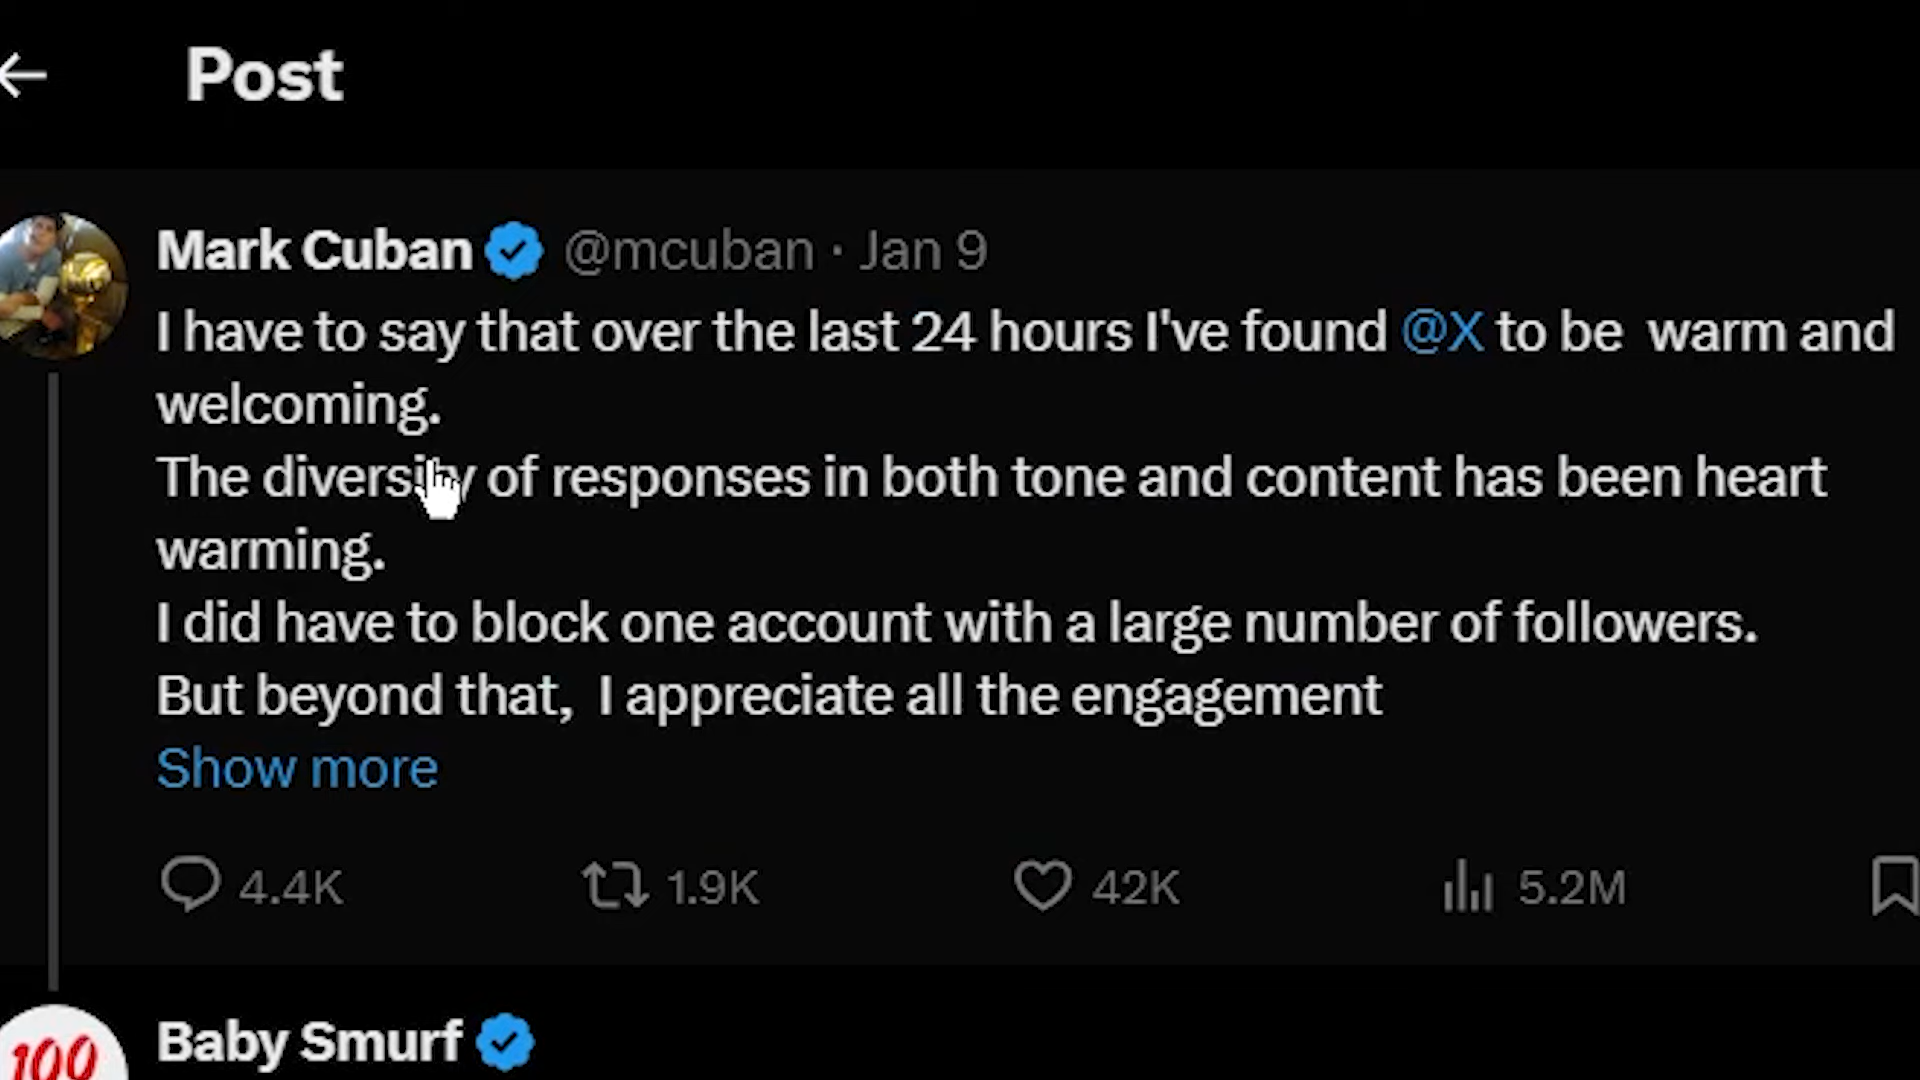 Post
Mark Cuban @mcuban · Jan 9
I have to say that over the last 24 hours I've found @X to be  warm and
welcoming.
The diversity of responses in both tone and content has been heart
warming.
I did have to block one account with a large number of followers.
But beyond that,  I appreciate all the engagement
Show more
4.4K 1.9K 42K 5.2M
Baby Smurf
100